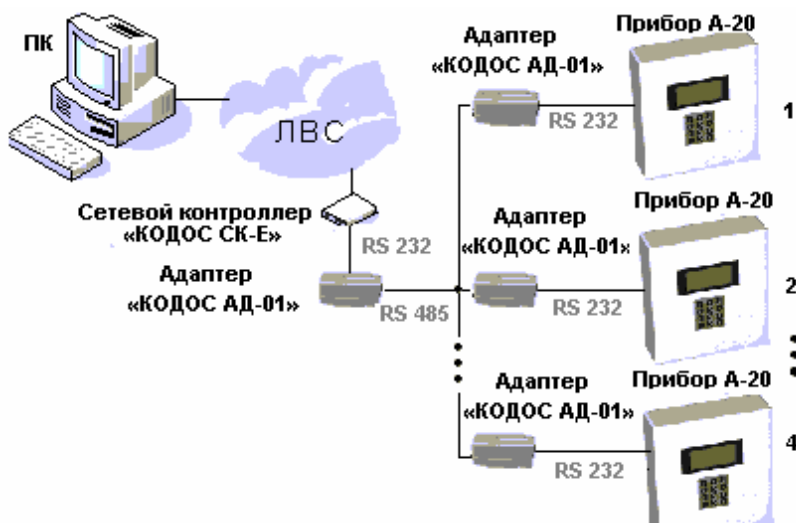 ПК
ЛВС
Сетевой контроллер
«КОДОС СК-Е»
RS 232
Адаптер
«КОДОС АД-01»
RS 485
Адаптер
«КОДОС АД-01»
RS 232
Прибор А-20
1
Адаптер
«КОДОС АД-01»
RS 232
Прибор А-20
2
Адаптер
«КОДОС АД-01»
RS 232
Прибор А-20
4